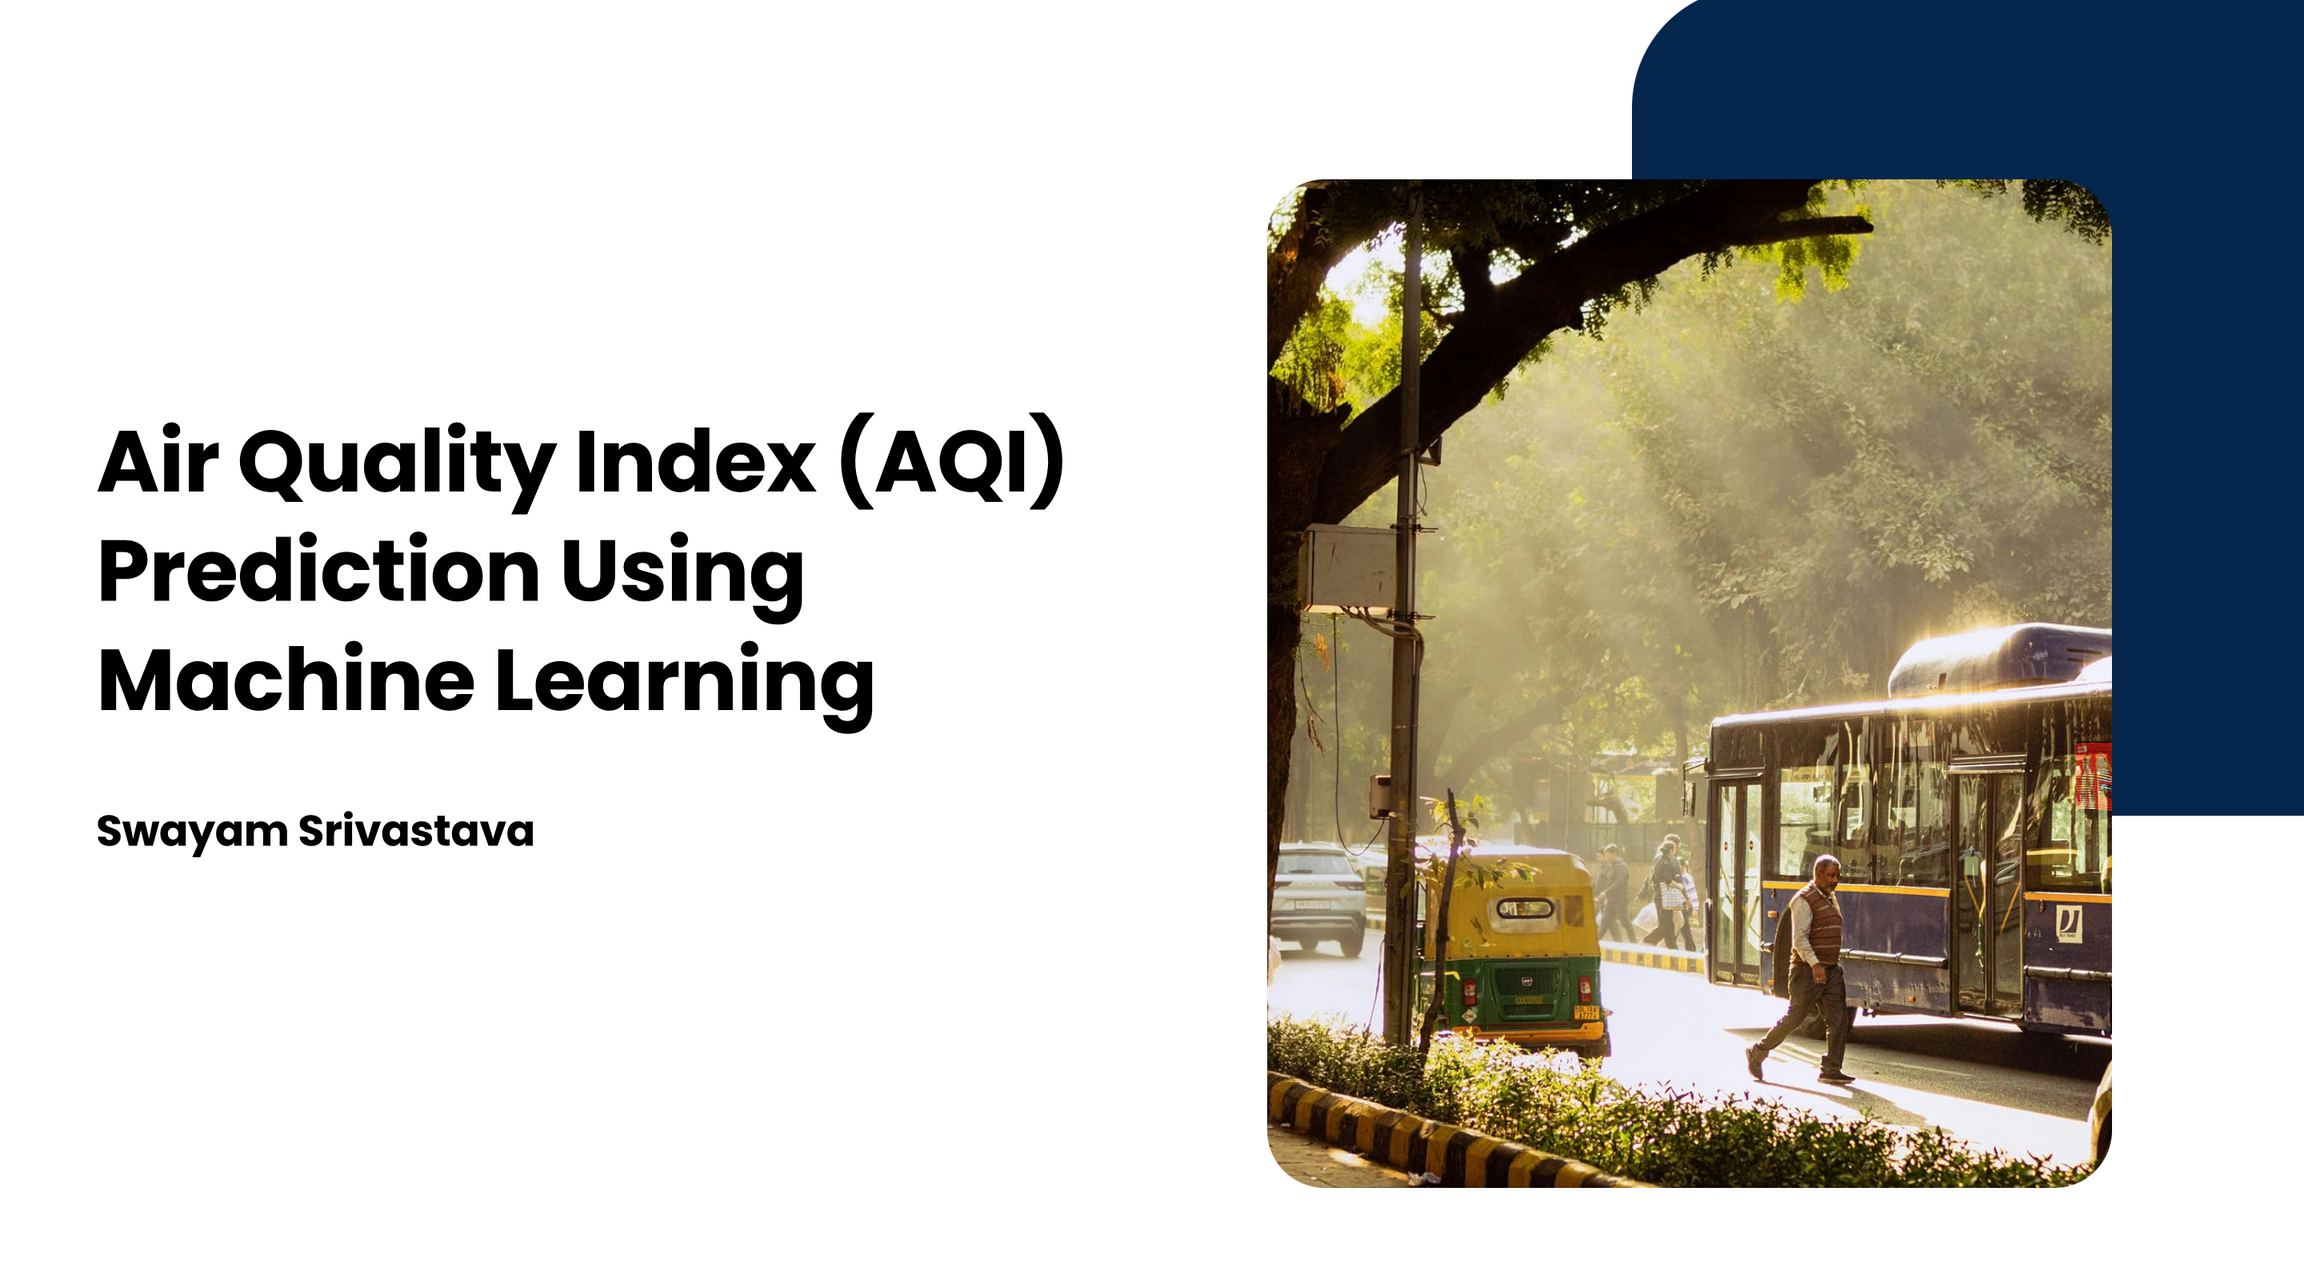 Air Quality Index (AQI)
Prediction Using
Machine Learning
Swayam Srivastava